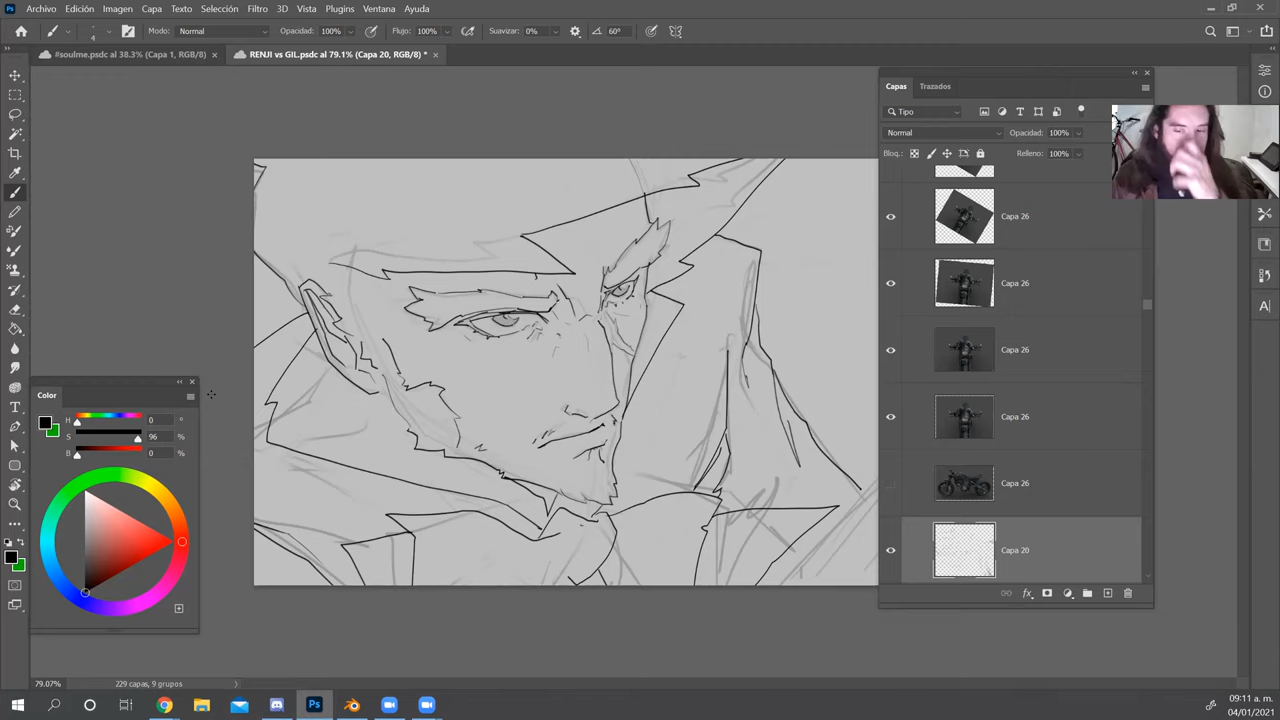 Ps Archivo Edición Imagen Capa Texto Selección Filtro 3D Vista Plugins Ventana Ayuda
4 Modo: Normal Opacidad: 100% Flujo: 100% Suavizar: 0% 60°
#soulme.psdc al 38.3% (Capa 1, RGB/8) × RENJI vs GIL.psdc al 79.1% (Capa 20, RGB/8) * ×
Capas Trazados
Tipo
Normal Opacidad: 100%
Bloq.: Relleno: 100%
Capa 26
Capa 26
Capa 26
Capa 26
Capa 26
Capa 20
Color
H 0 °
S 96 %
B 0 %
79.07% 229 capas, 9 grupos
Ps
09:11 a. m.
04/01/2021